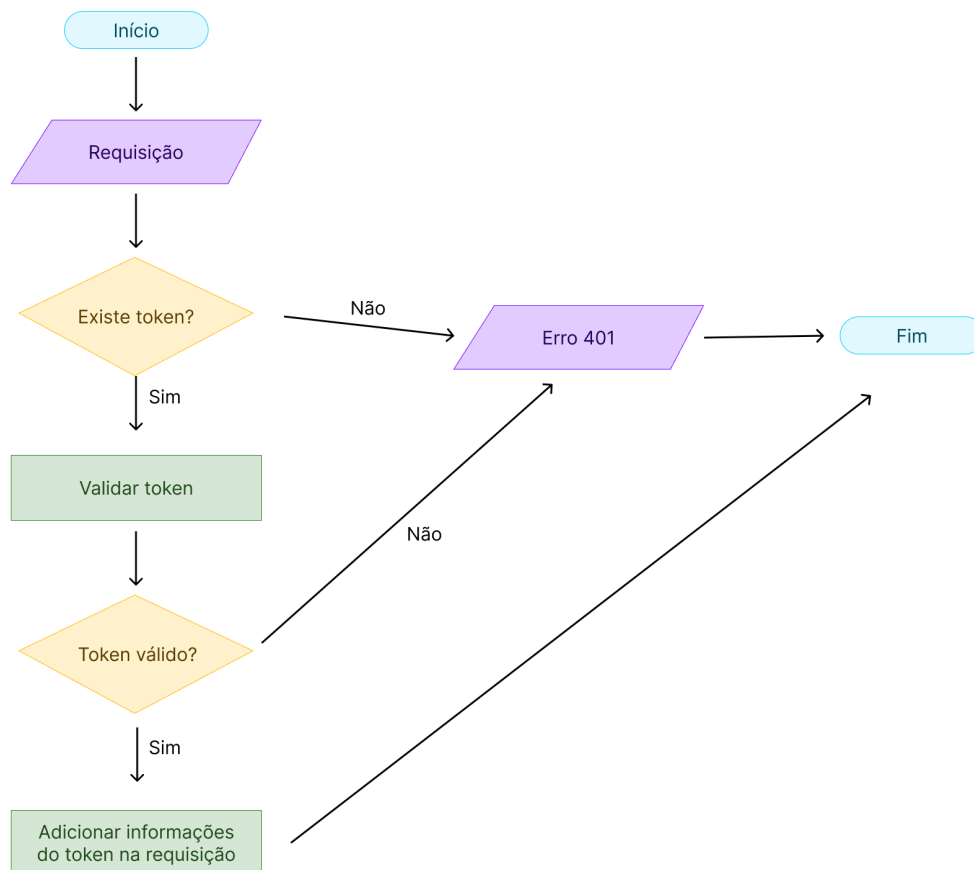 Início
Requisição
Existe token?
Não
Erro 401
Fim
Sim
Validar token
Não
Token válido?
Sim
Adicionar informações
do token na requisição